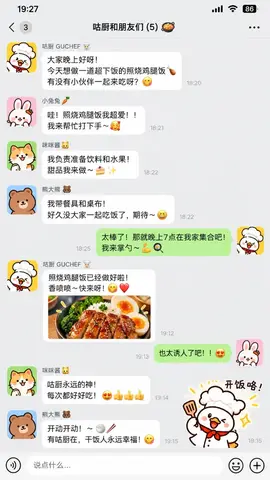 19:27
86
3
咕厨和朋友们 (5)
咕厨 GUCHEF
大家晚上好呀！
今天想做一道超下饭的照烧鸡腿饭
有没有小伙伴一起来吃呀？
18:20
小兔兔
哇！照烧鸡腿饭我超爱！！
我来帮忙打下手~
18:21
咪咪酱
我负责准备饮料和水果！
甜品我来做~
18:22
熊大熊
我带餐具和桌布！
好久没大家一起吃饭了，期待~
18:22
太棒了！那就晚上7点在我家集合吧！
我来掌勺~
18:23
咕厨 GUCHEF
照烧鸡腿饭已经做好啦！
香喷喷~快来呀！
19:12
19:13
也太诱人了吧！！
咪咪酱
咕厨永远的神！
每次都好好吃！
19:14
开饭咯！
熊大熊
开动开动！~
有咕厨在，干饭人永远幸福！
19:15
19:15
说点什么...